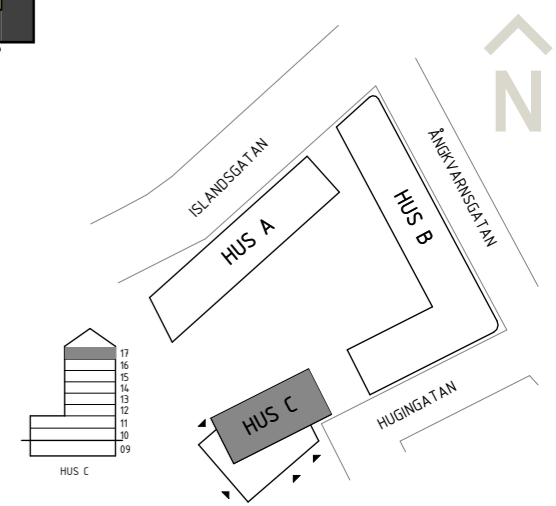 N
ISLANDSGATAN
ÅNGKVARNSGATAN
HUS A
HUS B
17
16
15
14
13
12
11
10
09
HUS C
HUS C
HUGINGATAN